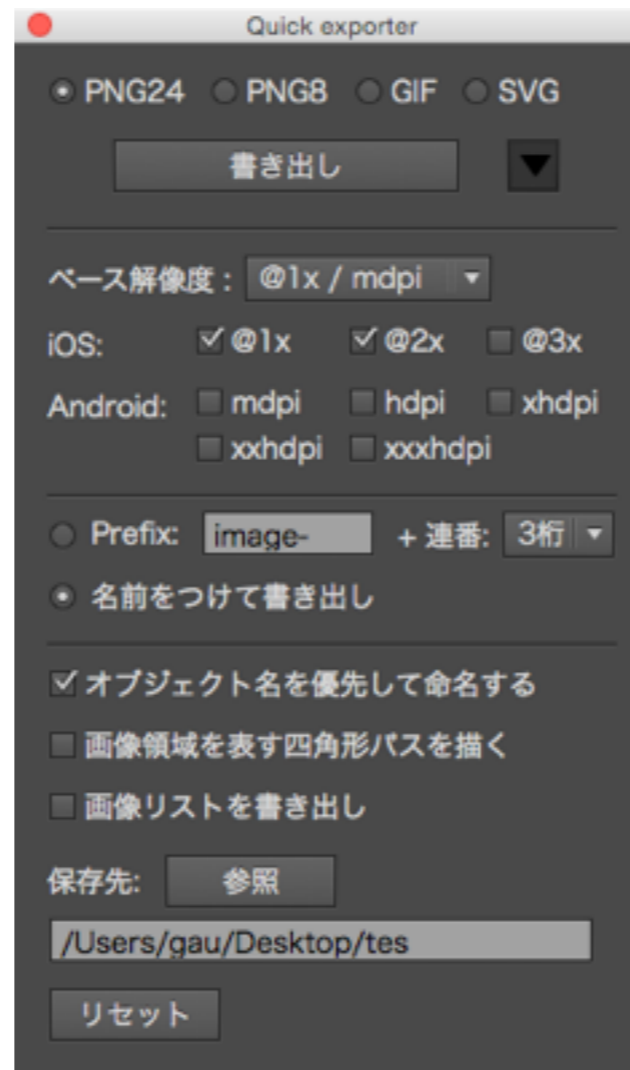 Quick exporter
PNG24 PNG8 GIF SVG
書き出し
ベース解像度 : @1x / mdpi
iOS: @1x @2x @3x
Android: mdpi hdpi xhdpi
xxhdpi xxxhdpi
Prefix: image- + 連番: 3桁
名前をつけて書き出し
オブジェクト名を優先して命名する
画像領域を表す四角形パスを描く
画像リストを書き出し
保存先: 参照
/Users/gau/Desktop/tes
リセット